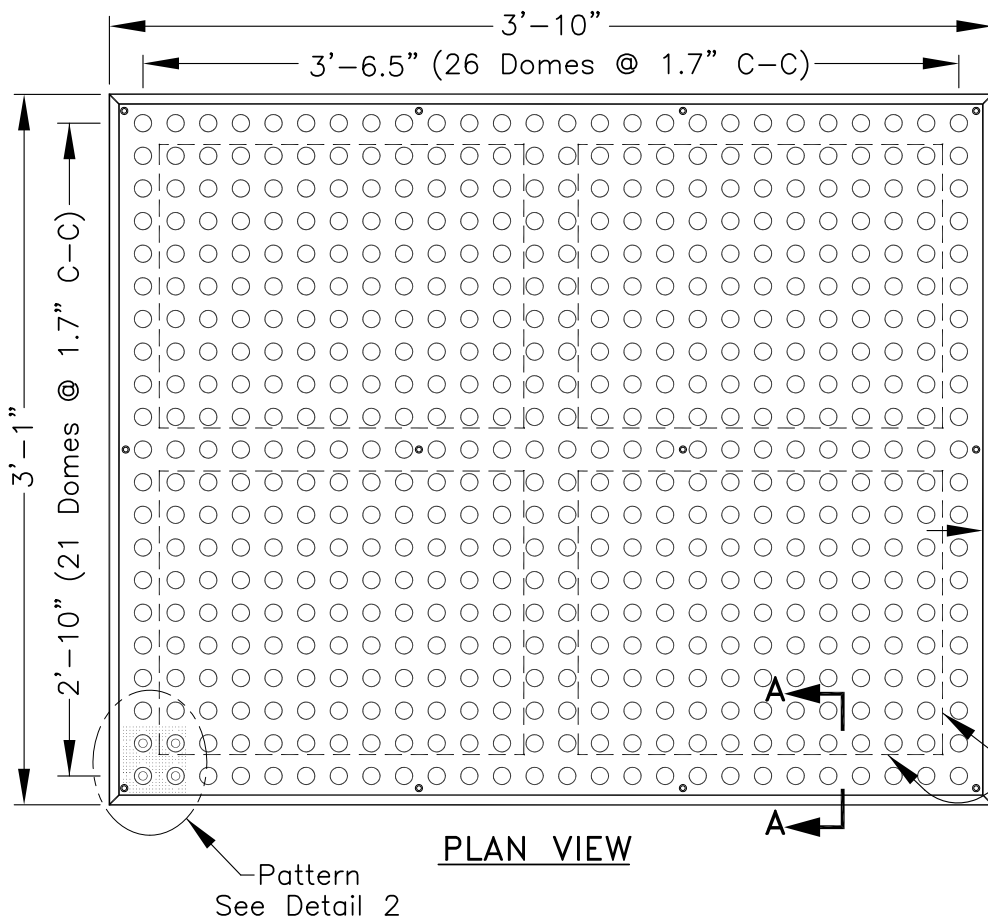 3'-10"
3'-6.5" (26 Domes @ 1.7" C-C)
3'-1"
2'-10" (21 Domes @ 1.7" C-C)
A
A
PLAN VIEW
Pattern
See Detail 2